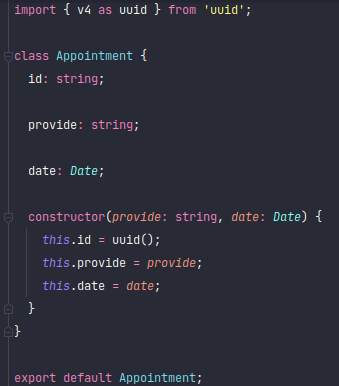 import { v4 as uuid } from 'uuid';
class Appointment {
id: string;
provide: string;
date: Date;
constructor(provide: string, date: Date) {
this.id = uuid();
this.provide = provide;
this.date = date;
}
}
export default Appointment;